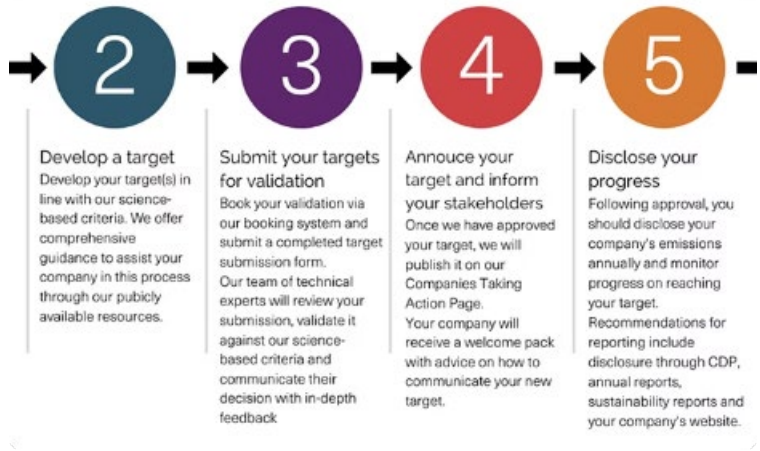 2
Develop a target
Develop your target(s) in
line with our science-
based criteria. We offer
comprehensive
guidance to assist your
company in this process
through our pubicly
available resources.
3
Submit your targets
for validation
Book your validation via
our booking system and
submit a completed target
submission form.
Our team of technical
experts will review your
submission, validate it
against our science-
based criteria and
communicate their
decision with in-depth
feedback
4
Annouce your
target and inform
your stakeholders
Once we have approved
your target, we will
publish it on our
Companies Taking
Action Page.
Your company will
receive a welcome pack
with advice on how to
communicate your new
target.
5
Disclose your
progress
Following approval, you
should disclose your
company's emissions
annually and monitor
progress on reaching
your target.
Recommendations for
reporting include
disclosure through CDP,
annual reports,
sustainability reports and
your company's website.